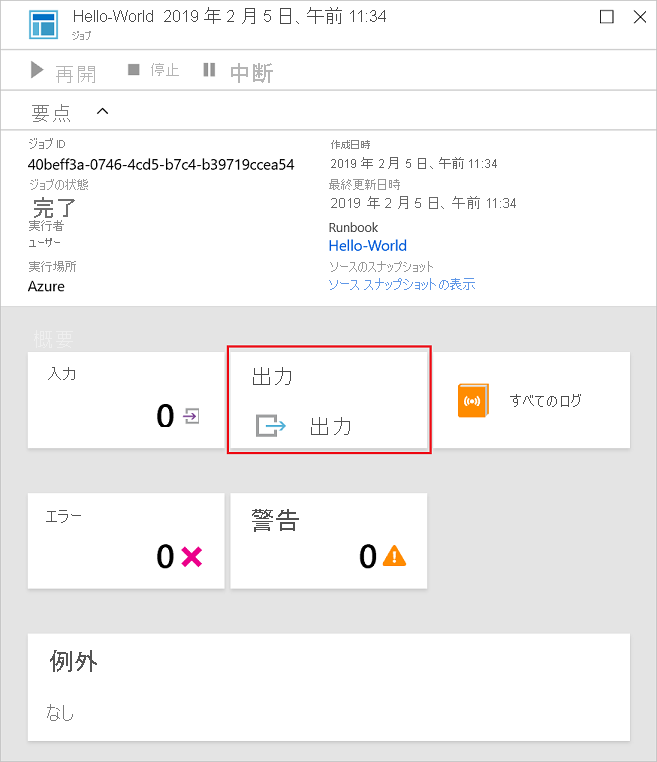 Hello-World 2019 年 2 月 5 日、午前 11:34
ジョブ
再開 停止 中断
要点
ジョブ ID
40beff3a-0746-4cd5-b7c4-b39719ccea54
ジョブの状態
完了
実行者
ユーザー
実行場所
Azure
作成日時
2019 年 2 月 5 日、午前 11:34
最終更新日時
2019 年 2 月 5 日、午前 11:34
Runbook
Hello-World
ソースのスナップショット
ソース スナップショットの表示
概要
入力
0
出力
出力
すべてのログ
エラー
0
警告
0
例外
なし